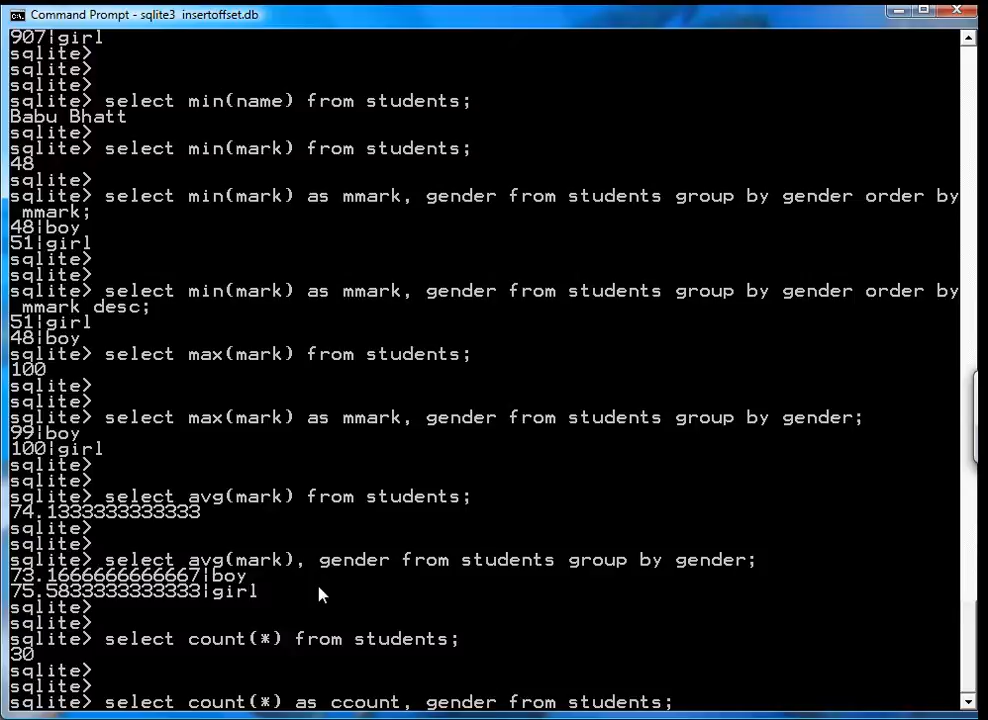 Command Prompt - sqlite3 insertoffset.db
907|girl
sqlite>
sqlite>
sqlite>
sqlite> select min(name) from students;
Babu Bhatt
sqlite>
sqlite> select min(mark) from students;
48
sqlite>
sqlite> select min(mark) as mmark, gender from students group by gender order by
mmark;
48|boy
51|girl
sqlite>
sqlite>
sqlite> select min(mark) as mmark, gender from students group by gender order by
mmark desc;
51|girl
48|boy
sqlite> select max(mark) from students;
100
sqlite>
sqlite>
sqlite> select max(mark) as mmark, gender from students group by gender;
99|boy
100|girl
sqlite>
sqlite>
sqlite> select avg(mark) from students;
74.1333333333333
sqlite>
sqlite>
sqlite> select avg(mark), gender from students group by gender;
73.1666666666667|boy
75.5833333333333|girl
sqlite>
sqlite>
sqlite> select count(*) from students;
30
sqlite>
sqlite>
sqlite> select count(*) as ccount, gender from students;